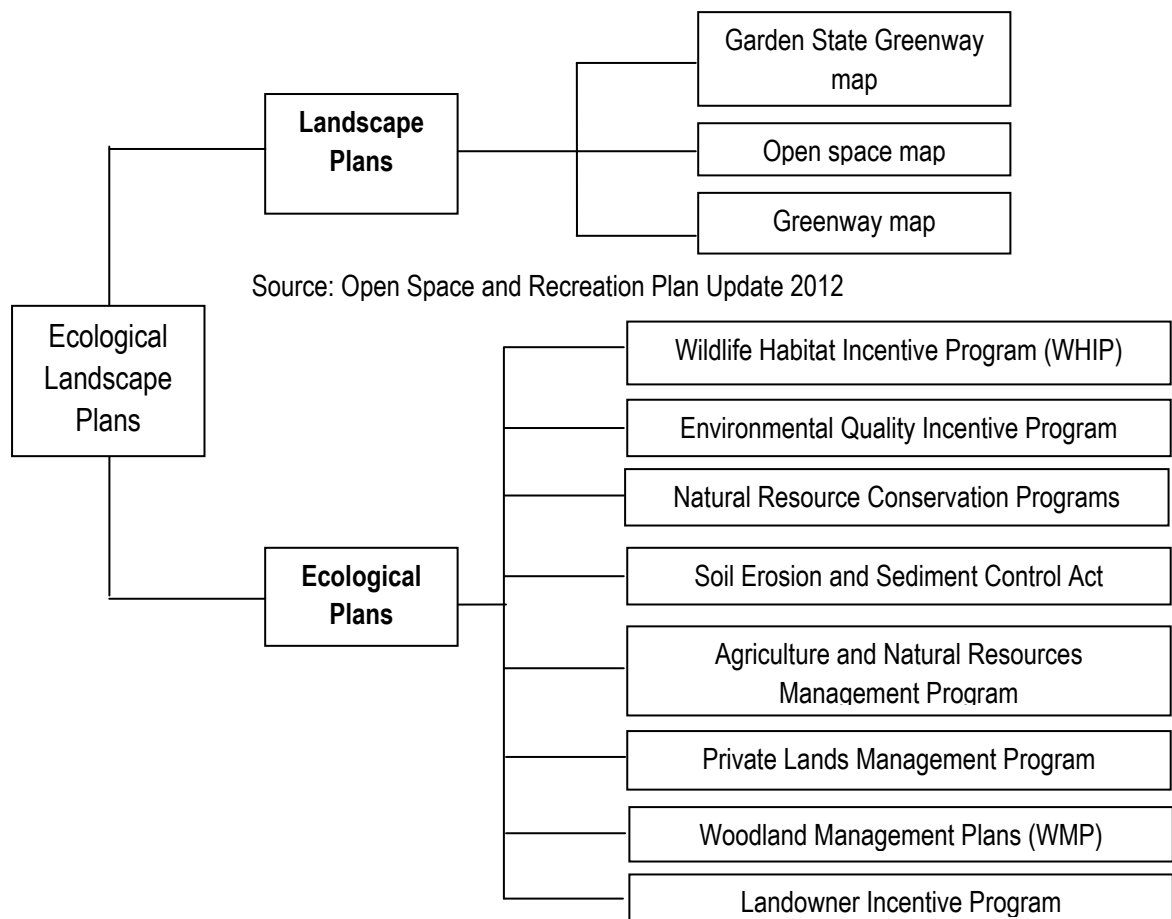 Garden State Greenway
map
Landscape
Plans
Open space map
Greenway map
Source: Open Space and Recreation Plan Update 2012
Ecological
Landscape
Plans
Wildlife Habitat Incentive Program (WHIP)
Environmental Quality Incentive Program
Natural Resource Conservation Programs
Ecological
Plans
Soil Erosion and Sediment Control Act
Agriculture and Natural Resources
Management Program
Private Lands Management Program
Woodland Management Plans (WMP)
Landowner Incentive Program